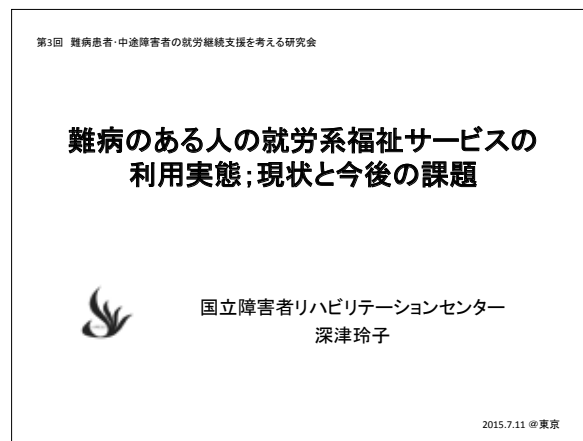 第3回 難病患者・中途障害者の就労継続支援を考える研究会
難病のある人の就労系福祉サービスの
利用実態；現状と今後の課題
国立障害者リハビリテーションセンター
深津玲子
2015.7.11 @東京